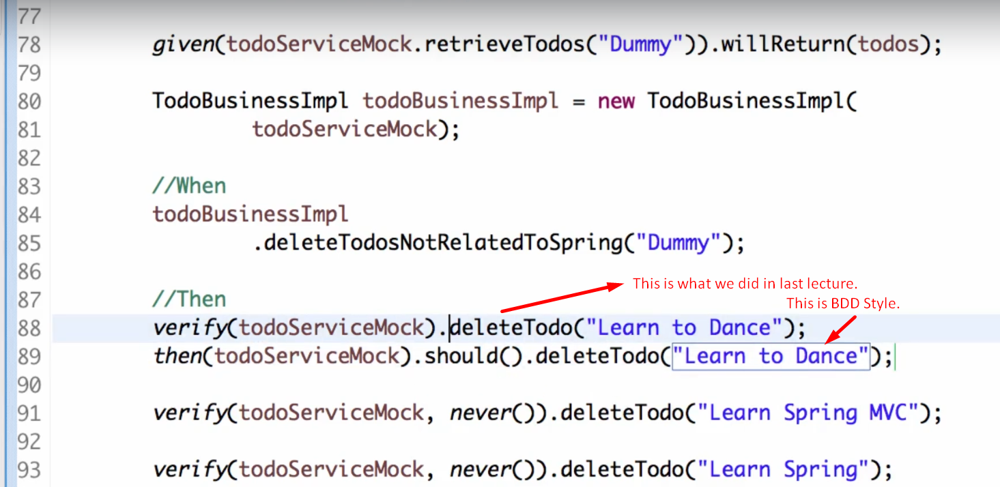 77
78 given(todoServiceMock.retrieveTodos("Dummy")).willReturn(todos);
79
80 TodoBusinessImpl todoBusinessImpl = new TodoBusinessImpl(
81 todoServiceMock);
82
83 //When
84 todoBusinessImpl
85 .deleteTodosNotRelatedToSpring("Dummy");
86
This is what we did in last lecture.
87 //Then
This is BDD Style.
88 verify(todoServiceMock).deleteTodo("Learn to Dance");
89 then(todoServiceMock).should().deleteTodo("Learn to Dance");
90
91 verify(todoServiceMock, never()).deleteTodo("Learn Spring MVC");
92
93 verify(todoServiceMock, never()).deleteTodo("Learn Spring");